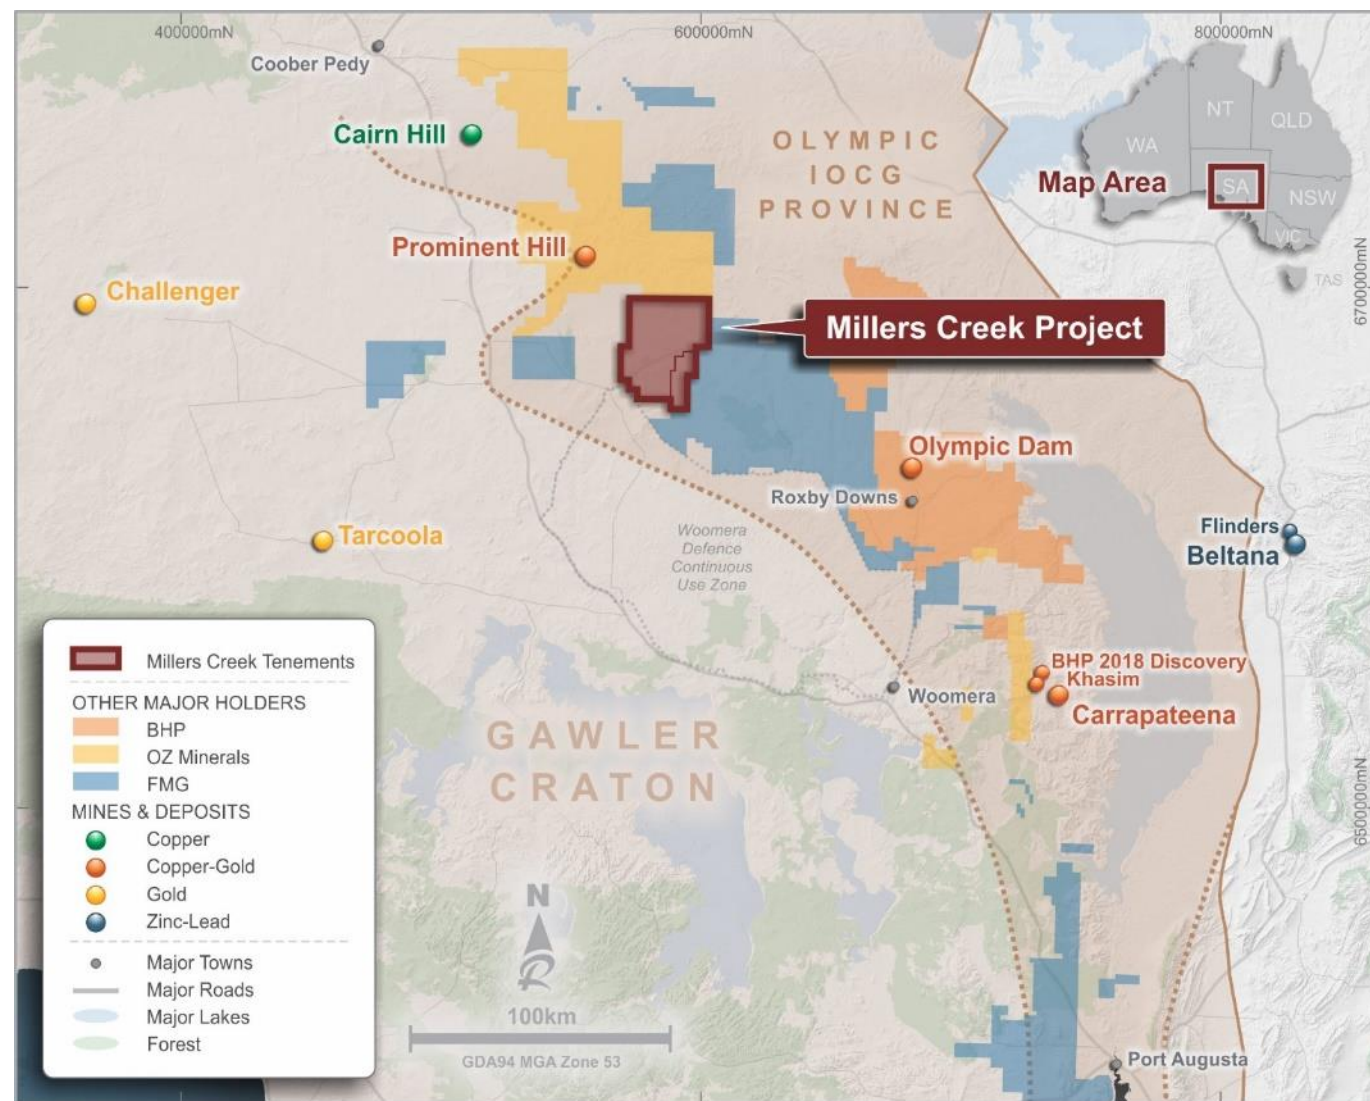 400000mN
600000mN
800000mN
Coober Pedy
Cairn Hill
OLYMPIC
IOCG
PROVINCE
NT
QLD
WA
Map Area
SA
NSW
VIC
TAS
Prominent Hill
Challenger
6700000mN
Millers Creek Project
Olympic Dam
Roxby Downs
Tarcoola
Woomera
Defence
Continuous
Use Zone
Flinders
Beltana
BHP 2018 Discovery
Khasim
Carrapateena
Woomera
GAWLER
CRATON
6500000mN
Millers Creek Tenements
OTHER MAJOR HOLDERS
BHP
OZ Minerals
FMG
MINES & DEPOSITS
Copper
Copper-Gold
Gold
Zinc-Lead
Major Towns
Major Roads
Major Lakes
Forest
N
100km
GDA94 MGA Zone 53
Port Augusta